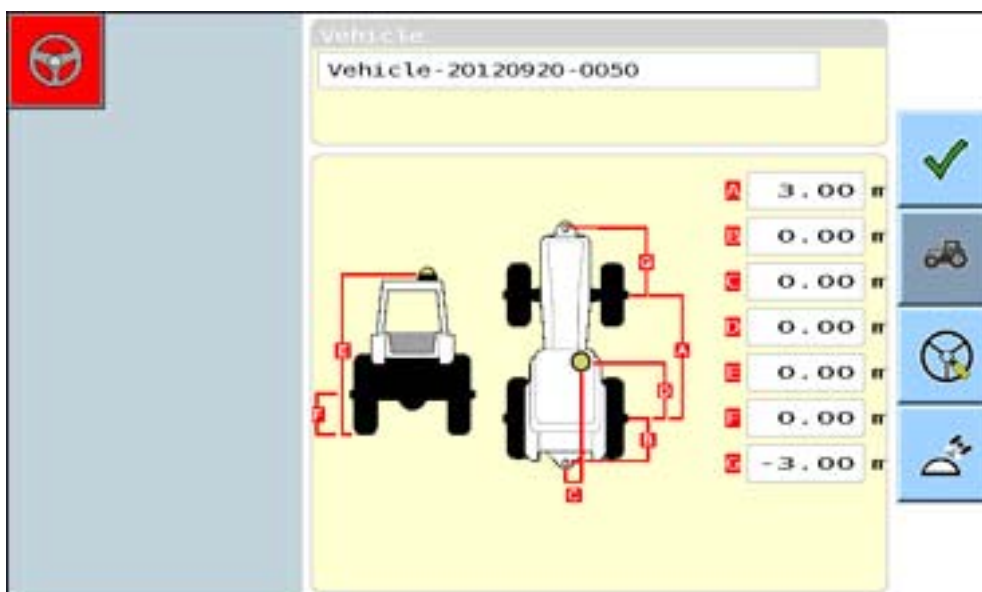 Vehicle
Vehicle-20120920-0050
A 3.00 m
B 0.00 m
C 0.00 m
D 0.00 m
E 0.00 m
F 0.00 m
G -3.00 m
G
E
A
D
F
B
C